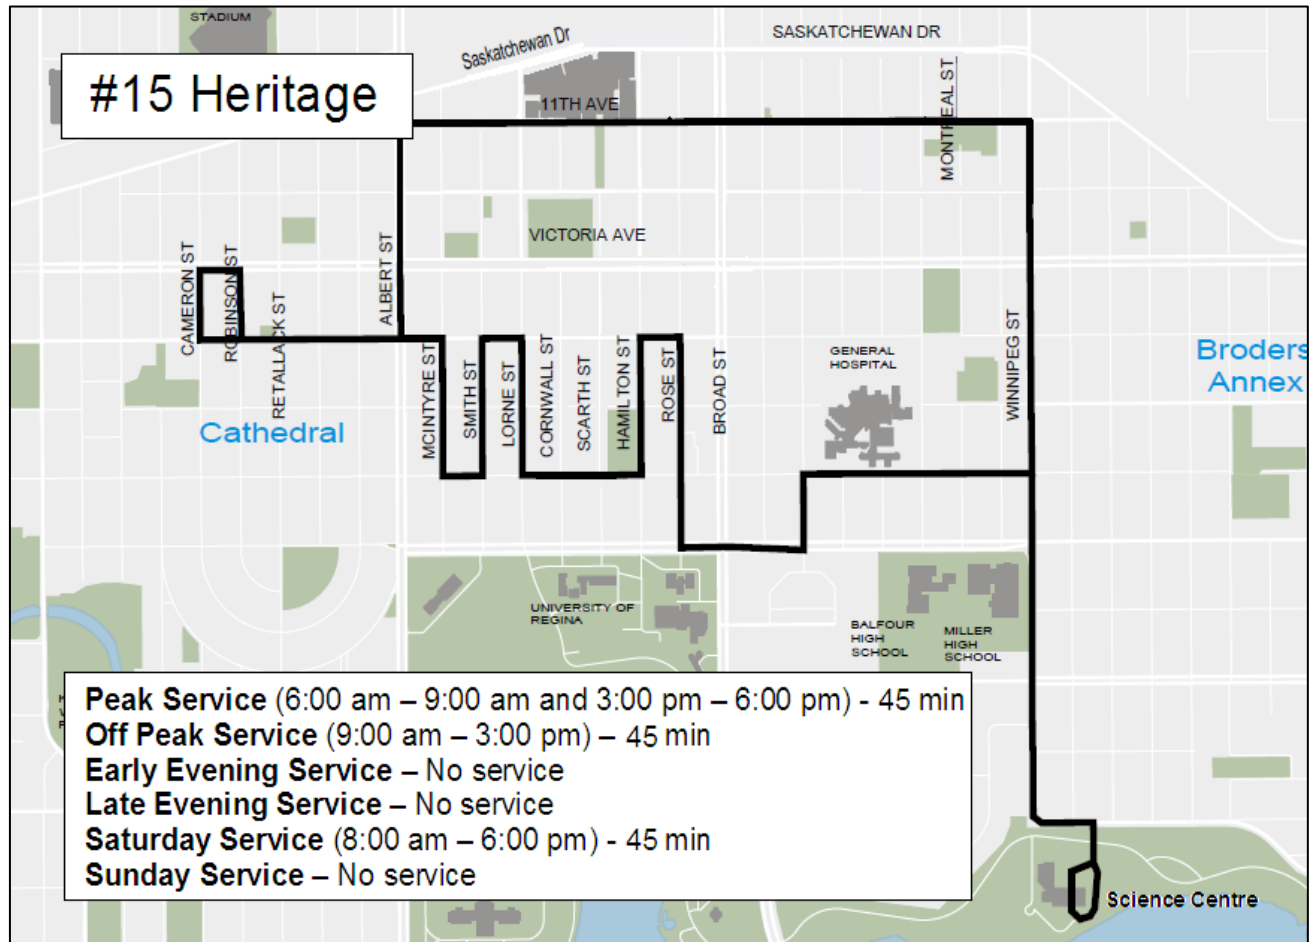 STADIUM
Saskatchewan Dr
SASKATCHEWAN DR
#15 Heritage
11TH AVE
MONTREAL ST
VICTORIA AVE
CAMERON ST
ROBINSON ST
RETALLACK ST
ALBERT ST
MCINTYRE ST
SMITH ST
LORNE ST
CORNWALL ST
SCARTH ST
HAMILTON ST
ROSE ST
BROAD ST
GENERAL
HOSPITAL
WINNIPEG ST
Broders
Annex
Cathedral
UNIVERSITY OF
REGINA
BALFOUR
HIGH
SCHOOL
MILLER
HIGH
SCHOOL
Peak Service (6:00 am – 9:00 am and 3:00 pm – 6:00 pm) - 45 min
Off Peak Service (9:00 am – 3:00 pm) – 45 min
Early Evening Service – No service
Late Evening Service – No service
Saturday Service (8:00 am – 6:00 pm) - 45 min
Sunday Service – No service
Science Centre